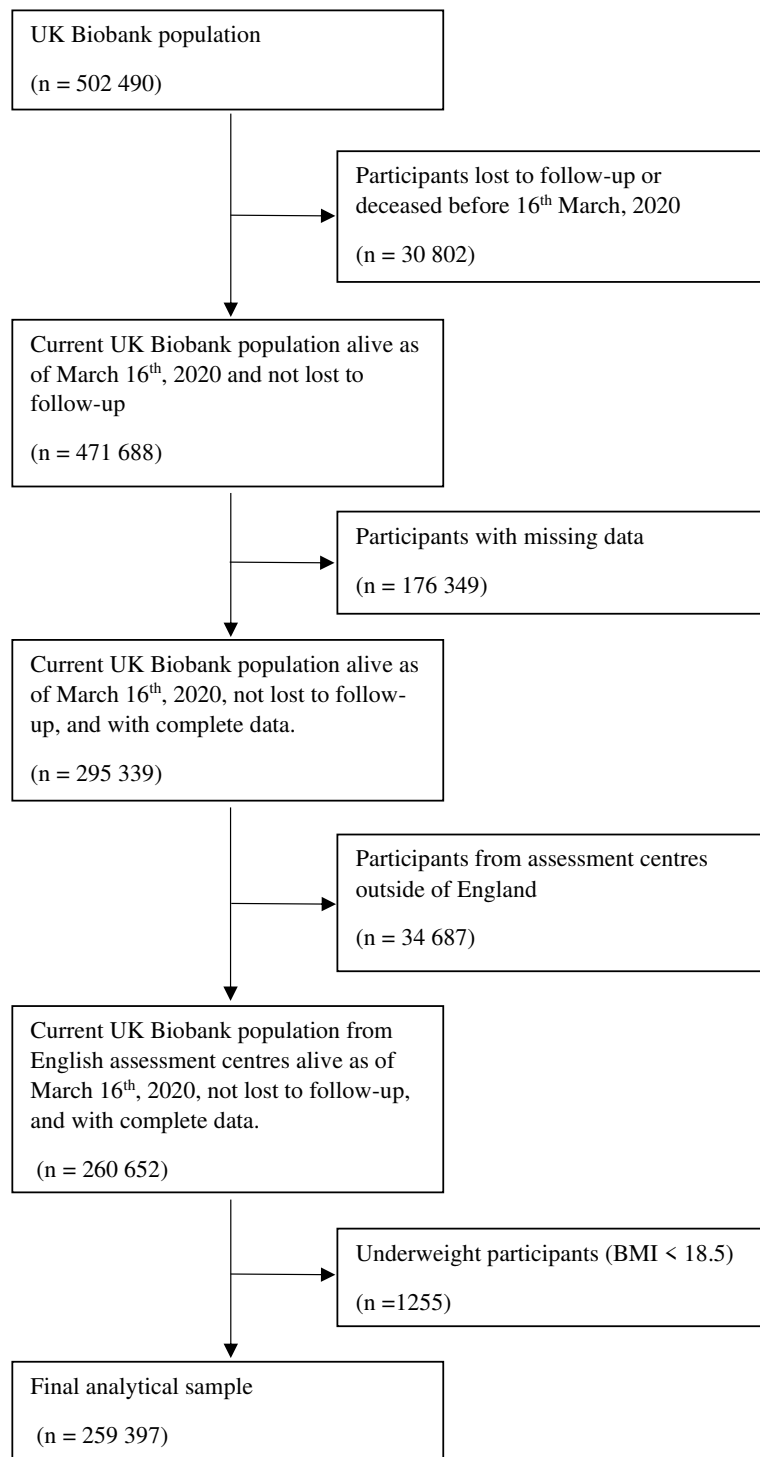 UK Biobank population
(n = 502 490)
Participants lost to follow-up or
deceased before 16th March, 2020
(n = 30 802)
Current UK Biobank population alive as
of March 16th, 2020 and not lost to
follow-up
(n = 471 688)
Participants with missing data
(n = 176 349)
Current UK Biobank population alive as
of March 16th, 2020, not lost to follow-
up, and with complete data.
(n = 295 339)
Participants from assessment centres
outside of England
(n = 34 687)
Current UK Biobank population from
English assessment centres alive as of
March 16th, 2020, not lost to follow-up,
and with complete data.
(n = 260 652)
Underweight participants (BMI < 18.5)
(n =1255)
Final analytical sample
(n = 259 397)